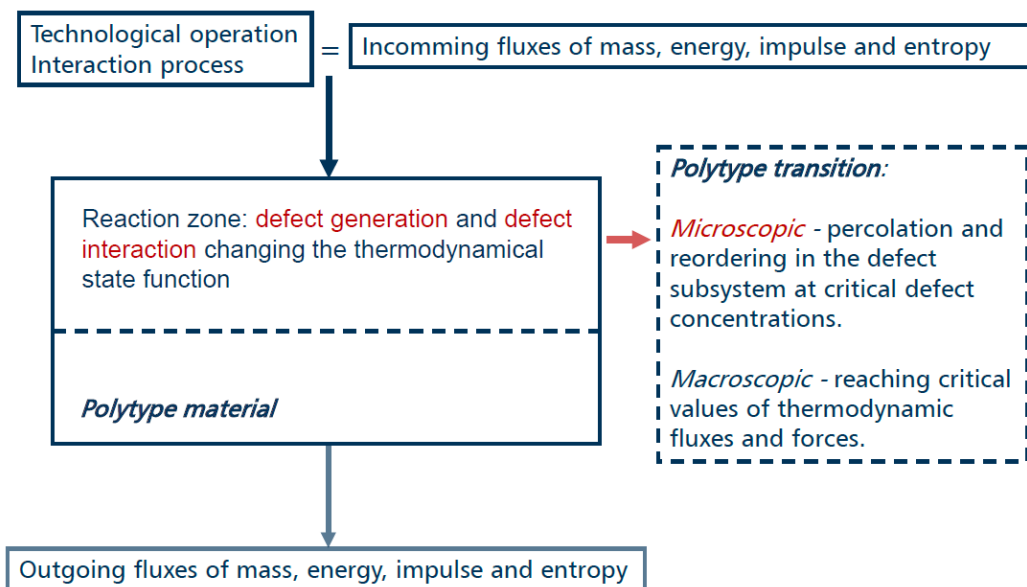 Technological operation
Interaction process
=
Incomming fluxes of mass, energy, impulse and entropy
Reaction zone: defect generation and defect
interaction changing the thermodynamical
state function
Polytype material
Polytype transition:
Microscopic - percolation and
reordering in the defect
subsystem at critical defect
concentrations.
Macroscopic - reaching critical
values of thermodynamic
fluxes and forces.
Outgoing fluxes of mass, energy, impulse and entropy